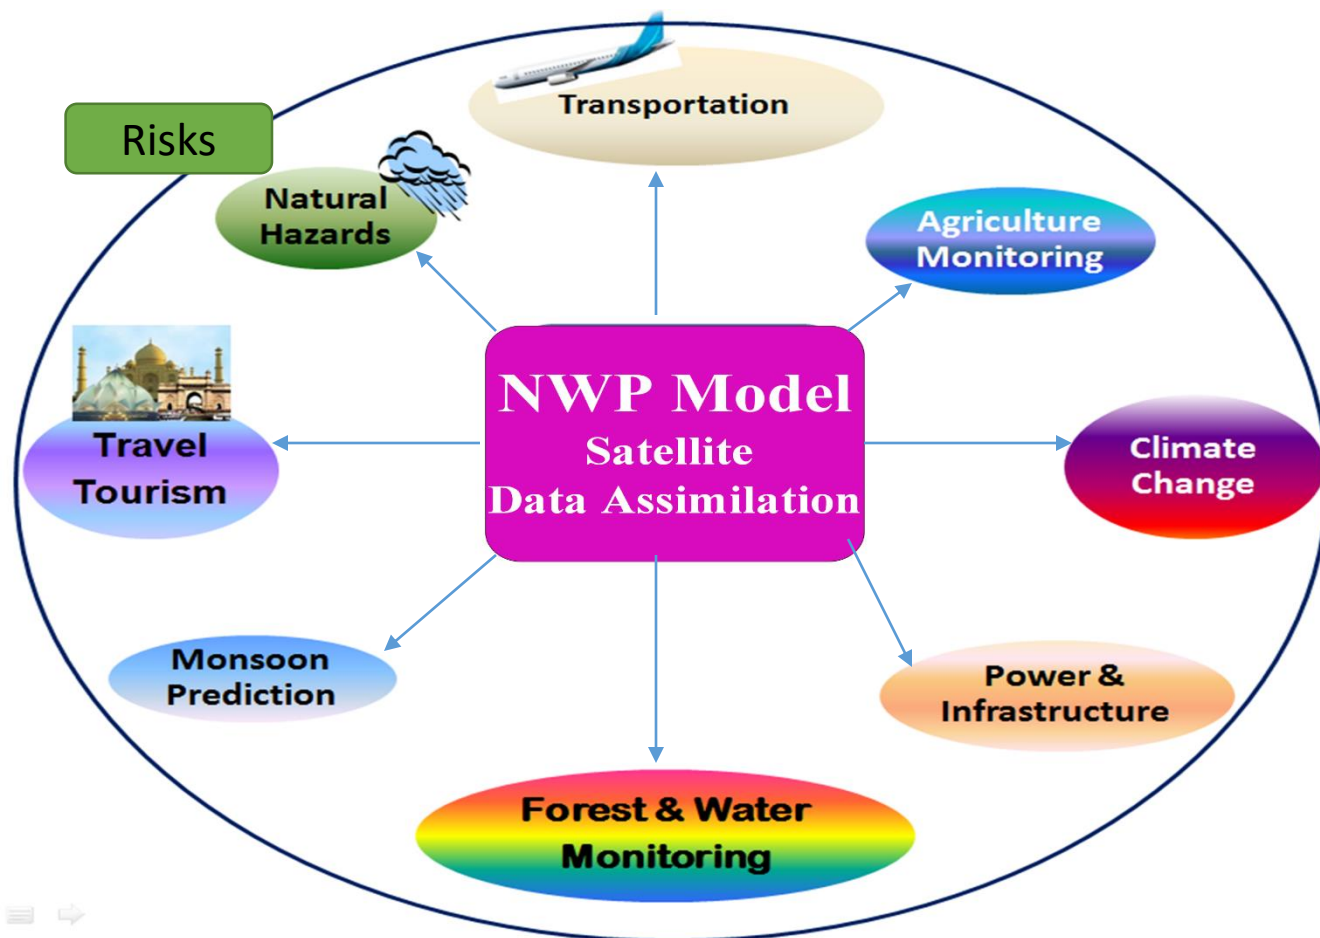 Transportation
Risks
Natural
Hazards
Agriculture
Monitoring
NWP Model
Satellite
Data Assimilation
Travel
Tourism
Climate
Change
Monsoon
Prediction
Power &
Infrastructure
Forest & Water
Monitoring